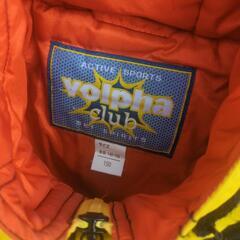 ACTIVE SPORTS
volpha
club
150